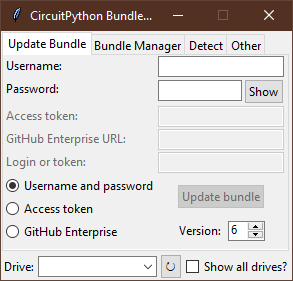 CircuitPython Bundle...
Update Bundle Bundle Manager Detect Other
Username:
Password: Show
Access token:
GitHub Enterprise URL:
Login or token:
Username and password Update bundle
Access token
GitHub Enterprise Version: 6
Drive: Show all drives?